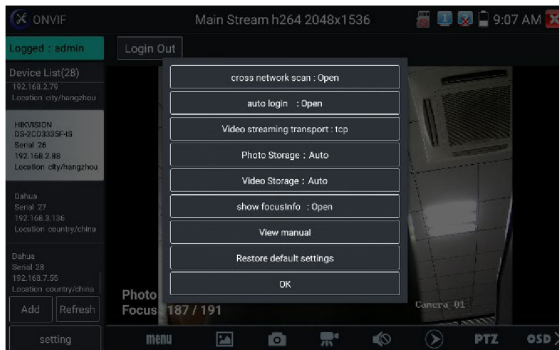 ONVIF
Main Stream h264 2048x1536
9:07 AM
Logged : admin
Login Out
Device List(28)
192.168.2.79
Location city/hangzhou
HIKVISION
DS-2CD3335F-IS
Serial 26
192.168.2.88
Location city/hangzhou
Dahua
Serial 27
192.168.3.136
Location country/china
Dahua
Serial 28
192.168.7.55
Location country/china
Add
Refresh
setting
cross network scan : Open
auto login : Open
Video streaming transport : tcp
Photo Storage : Auto
Video Storage : Auto
show focusInfo : Open
View manual
Restore default settings
OK
Photo
Focus 187 / 191
Camera 01
menu
PTZ
OSD